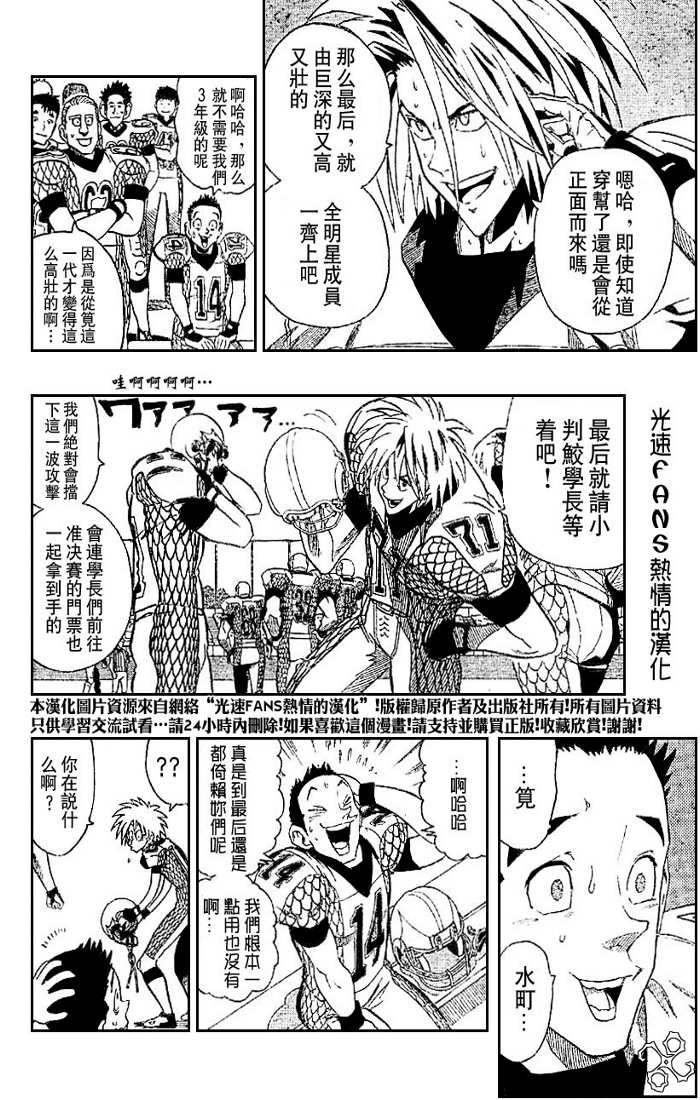 嗯哈，即使知道
穿幫了還是會從
正面而來嗎
那么最后，就
由巨深的又高
又壯的
全明星成員
一齊上吧
啊哈哈，那么
就不需要我們
3年級的呢
因爲是從筧這
一代才變得這
么高壯的啊…
14
光速FANS熱情的漢化
最后就請小
判鮫學長等
着吧！
哇啊啊啊啊…
ワァァァ ァァ…
71
我們絕對會擋
下這一波攻擊
會連學長們前往
准决賽的門票也
一起拿到手的
本漢化圖片資源來自網絡“光速FANS熱情的漢化”!版權歸原作者及出版社所有!所有圖片資料
只供學習交流試看…請24小時內刪除!如果喜歡這個漫畫!請支持並購買正版!收藏欣賞!謝謝!
…筧
水町…
…啊哈哈
真是到最后還是
都倚賴妳們呢
我們根本一
點用也没有
啊…
14
??
你在説什
么啊？